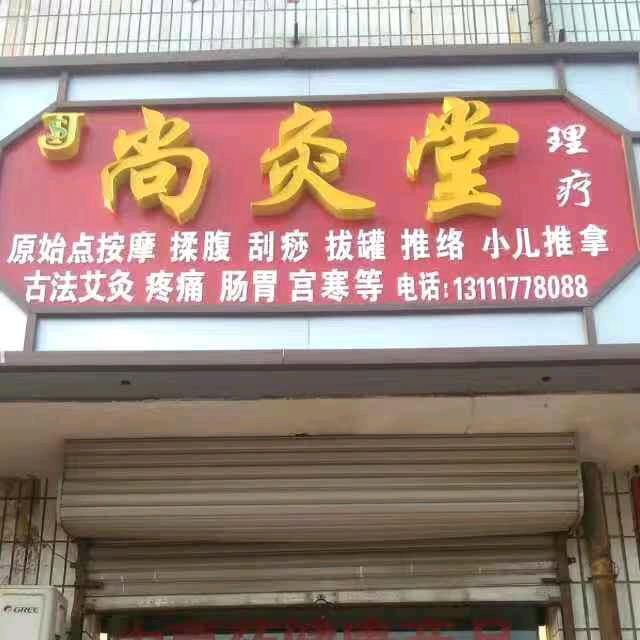 尚灸堂
理疗
原始点按摩 揉腹 刮痧 拔罐 推络 小儿推拿
古法艾灸 疼痛 肠胃 宫寒等 电话:13111778088
GREE